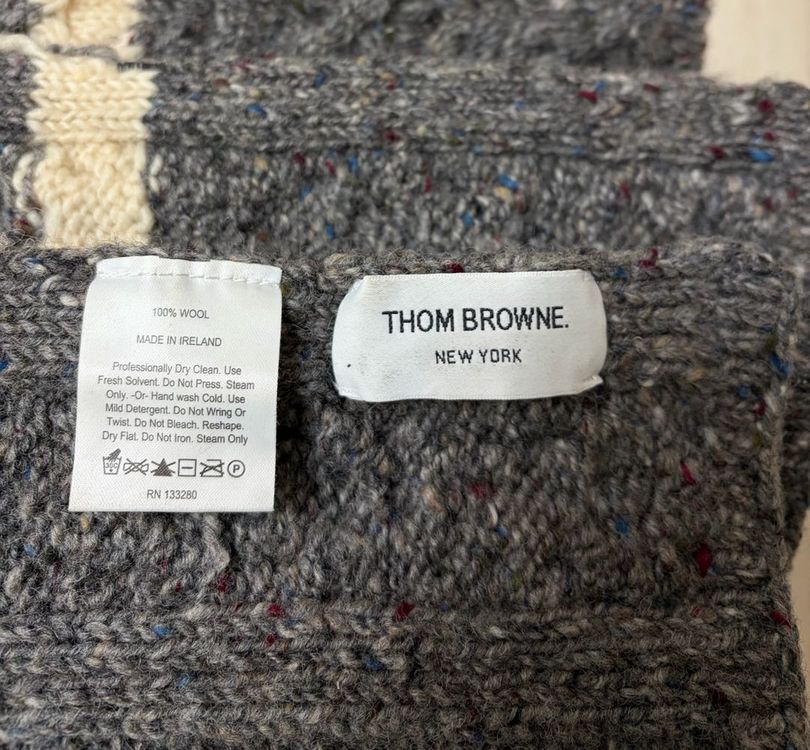 100% WOOL
MADE IN IRELAND
Professionally Dry Clean. Use
Fresh Solvent. Do Not Press. Steam
Only. -Or- Hand wash Cold. Use
Mild Detergent. Do Not Wring Or
Twist. Do Not Bleach. Reshape.
Dry Flat. Do Not Iron. Steam Only
P
RN 133280
THOM BROWNE.
NEW YORK